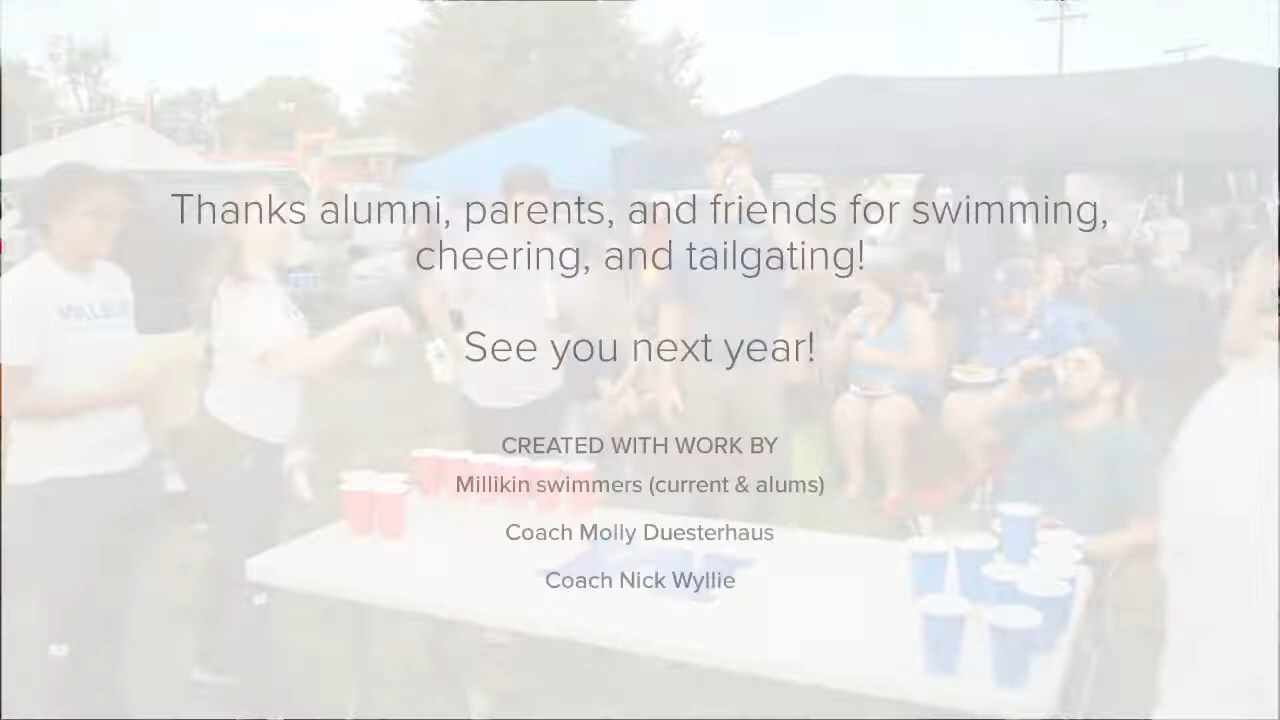 Thanks alumni, parents, and friends for swimming,
cheering, and tailgating!
See you next year!
CREATED WITH WORK BY
Millikin swimmers (current & alums)
Coach Molly Duesterhaus
Coach Nick Wyllie